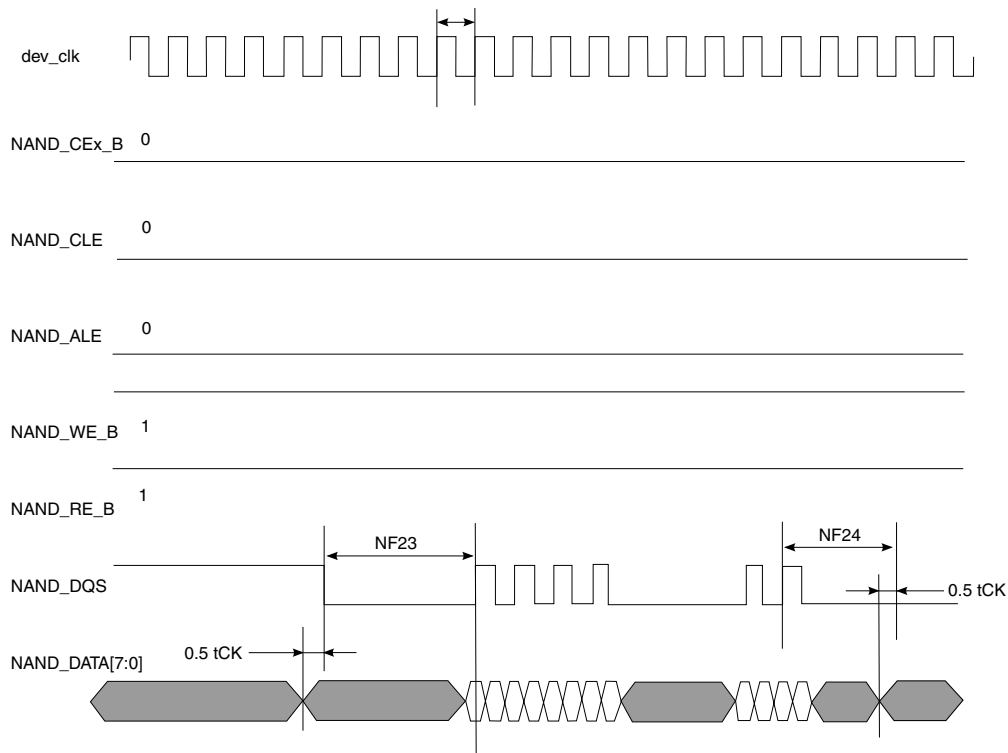 dev_clk
NAND_CEx_B 0
NAND_CLE 0
NAND_ALE 0
NAND_WE_B 1
NAND_RE_B 1
NF23
NF24
NAND_DQS
0.5 tCK
0.5 tCK
NAND_DATA[7:0]